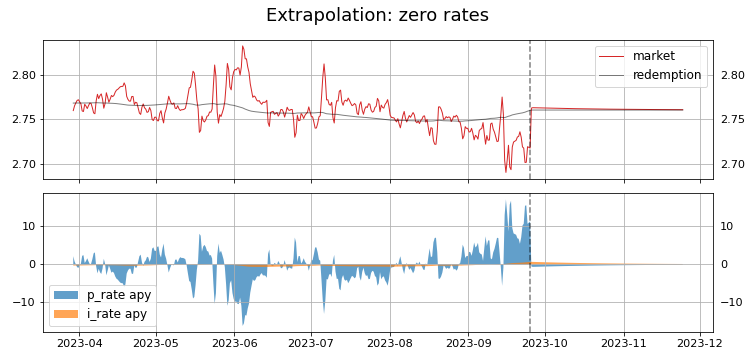 Extrapolation: zero rates
2.80
2.75
2.70
market
redemption
2.80
2.75
2.70
10
0
−10
p_rate apy
i_rate apy
10
0
−10
2023-04 2023-05 2023-06 2023-07 2023-08 2023-09 2023-10 2023-11 2023-12